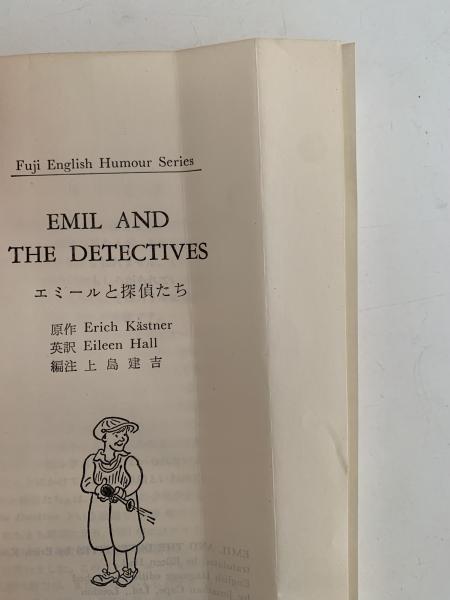 Fuji English Humour Series
EMIL AND
THE DETECTIVES
エミールと探偵たち
原作 Erich Kästner
英訳 Eileen Hall
編注 上島建吉